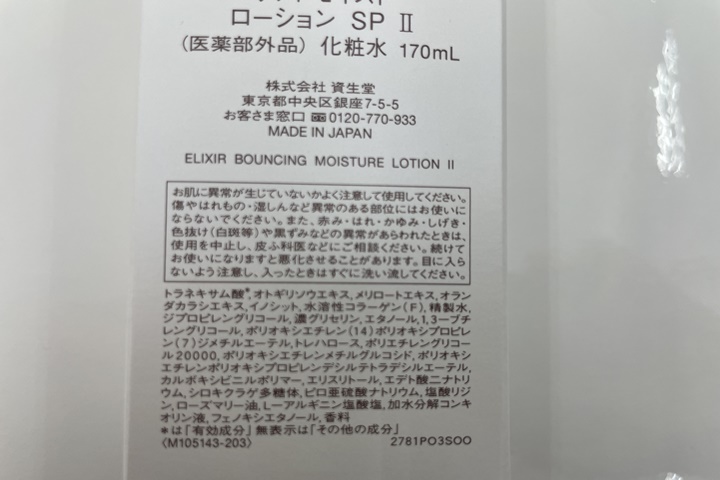 ローション SP Ⅱ
(医薬部外品) 化粧水 170mL
株式会社 資生堂
東京都中央区銀座7-5-5
お客さま窓口 0120-770-933
MADE IN JAPAN
ELIXIR BOUNCING MOISTURE LOTION II
お肌に異常が生じていないかよく注意して使用してください。
傷やはれもの・湿しんなど異常のある部位にはお使いに
ならないでください。また、赤み・はれ・かゆみ・しげき・
色抜け(白斑等)や黒ずみなどの異常があらわれたときは、
使用を中止し、皮ふ科医などにご相談ください。続けて
お使いになりますと悪化させることがあります。目に入ら
ないよう注意し、入ったときはすぐに洗い流してください。
トラネキサム酸*,オトギリソウエキス,メリロートエキス,オラン
ダカラシエキス,イノシット,水溶性コラーゲン(F),精製水,
ジプロピレングリコール,濃グリセリン,エタノール,1,3-ブチ
レングリコール,ポリオキシエチレン(14)ポリオキシプロピレ
ン(7)ジメチルエーテル,トレハロース,ポリエチレングリコー
ル20000,ポリオキシエチレンメチルグルコシド,ポリオキシ
エチレンポリオキシプロピレンデシルテトラデシルエーテル,
カルボキシビニルポリマー,エリスリトール,エデト酸二ナトリ
ウム,シロキクラゲ多糖体,ピロ亜硫酸ナトリウム,塩酸リジ
ン,ローズマリー油,L-アルギニン塩酸塩,加水分解コンキ
オリン液,フェノキシエタノール,香料
*は「有効成分」無表示は「その他の成分」
〈M105143-203〉 2781PO3SOO